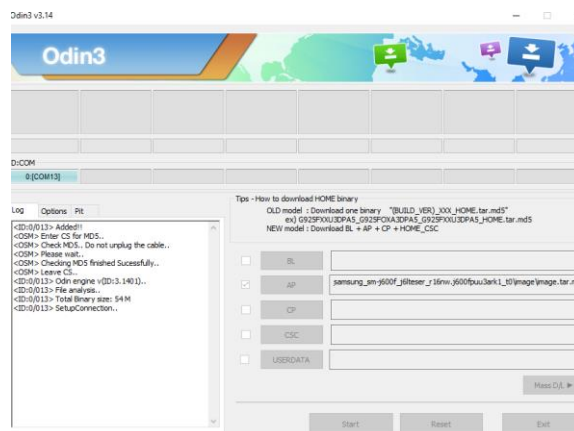 Odin3 v3.14
Odin3
D:COM
0:[COM13]
Log Options Pit
<ID:0/013> Added!!
<OSM> Enter CS for MD5..
<OSM> Check MD5.. Do not unplug the cable..
<OSM> Please wait..
<OSM> Checking MD5 finished Sucessfully..
<OSM> Leave CS..
<ID:0/013> Odin engine v(ID:3.1401)..
<ID:0/013> File analysis..
<ID:0/013> Total Binary size: 54 M
<ID:0/013> SetupConnection..
Tips - How to download HOME binary
OLD model : Download one binary "(BUILD_VER)_XXX_HOME.tar.md5"
ex) G925FXXU3DPA5_G925FOXA3DPA5_G925FXXU3DPA5_HOME.tar.md5
NEW model : Download BL + AP + CP + HOME_CSC
BL
AP samsung_sm-j600f_j6lteser_r16nw.j600fpuu3ark1_t0\image\image.tar.m
CP
CSC
USERDATA
Mass D/L ▶
Start Reset Exit